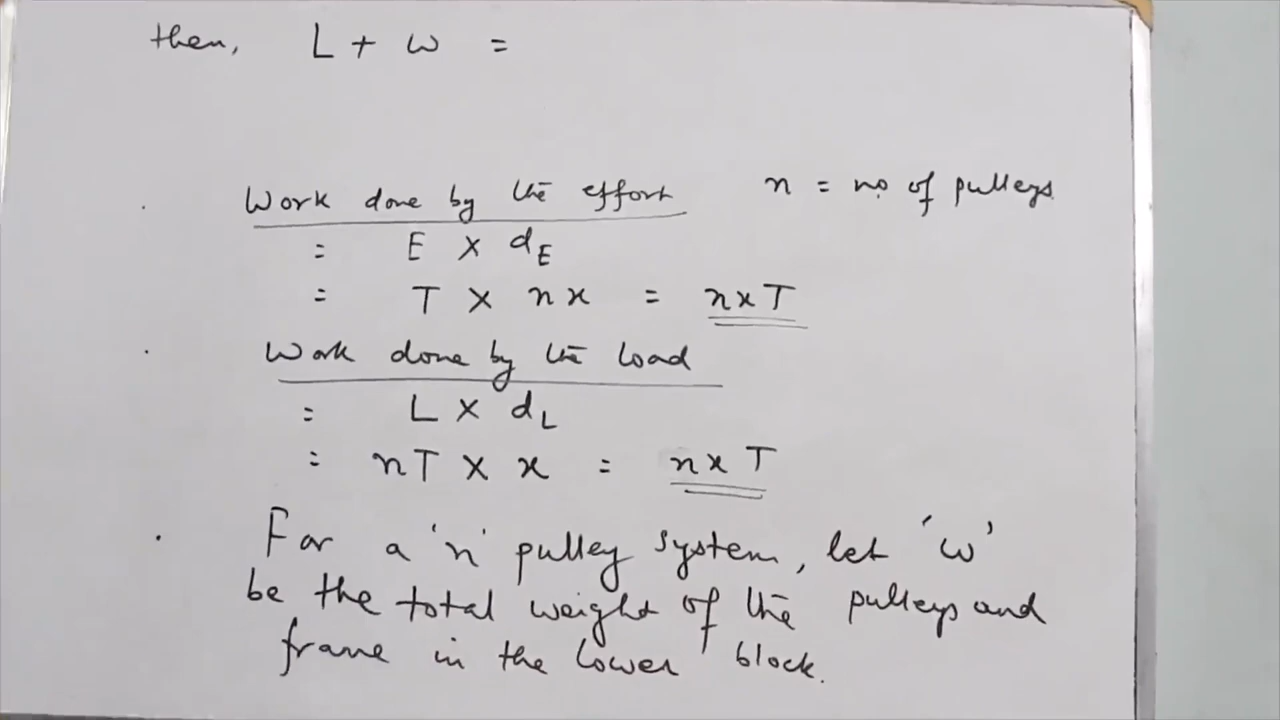 then, L + w =
Work done by the effort n = no of pulleys
= E X dE
= T X nx = nxT
Work done by the load
= L X dL
= nT X x = nxT
For a 'n' pulley system, let 'w'
be the total weight of the pulleys and
frame in the lower block.